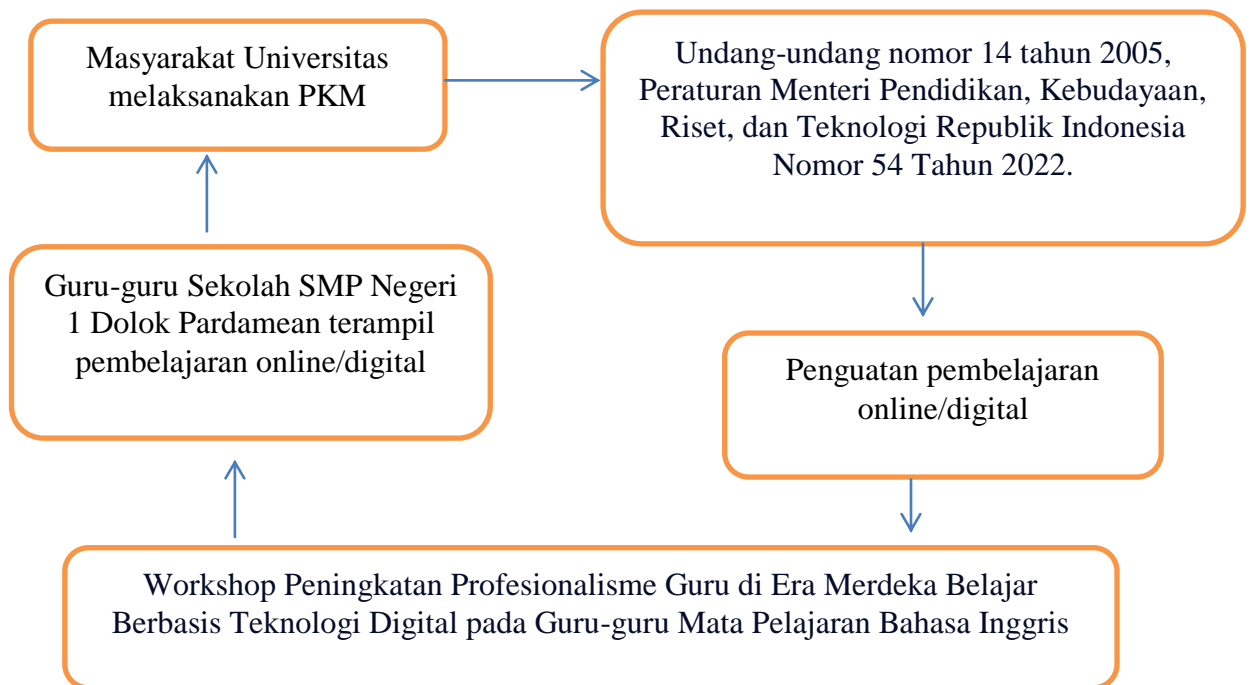 Masyarakat Universitas
melaksanakan PKM
Undang-undang nomor 14 tahun 2005,
Peraturan Menteri Pendidikan, Kebudayaan,
Riset, dan Teknologi Republik Indonesia
Nomor 54 Tahun 2022.
Guru-guru Sekolah SMP Negeri
1 Dolok Pardamean terampil
pembelajaran online/digital
Penguatan pembelajaran
online/digital
Workshop Peningkatan Profesionalisme Guru di Era Merdeka Belajar
Berbasis Teknologi Digital pada Guru-guru Mata Pelajaran Bahasa Inggris